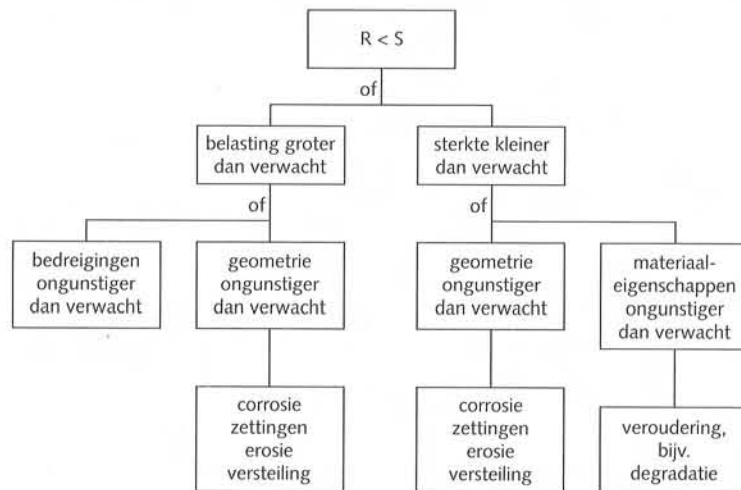 R < S
of
belasting groter
dan verwacht
sterkte kleiner
dan verwacht
of
of
bedreigingen
ongunstiger
dan verwacht
geometrie
ongunstiger
dan verwacht
geometrie
ongunstiger
dan verwacht
materiaal-
eigenschappen
ongunstiger
dan verwacht
corrosie
zettingen
erosie
versteiling
corrosie
zettingen
erosie
versteiling
veroudering,
bijv.
degradatie